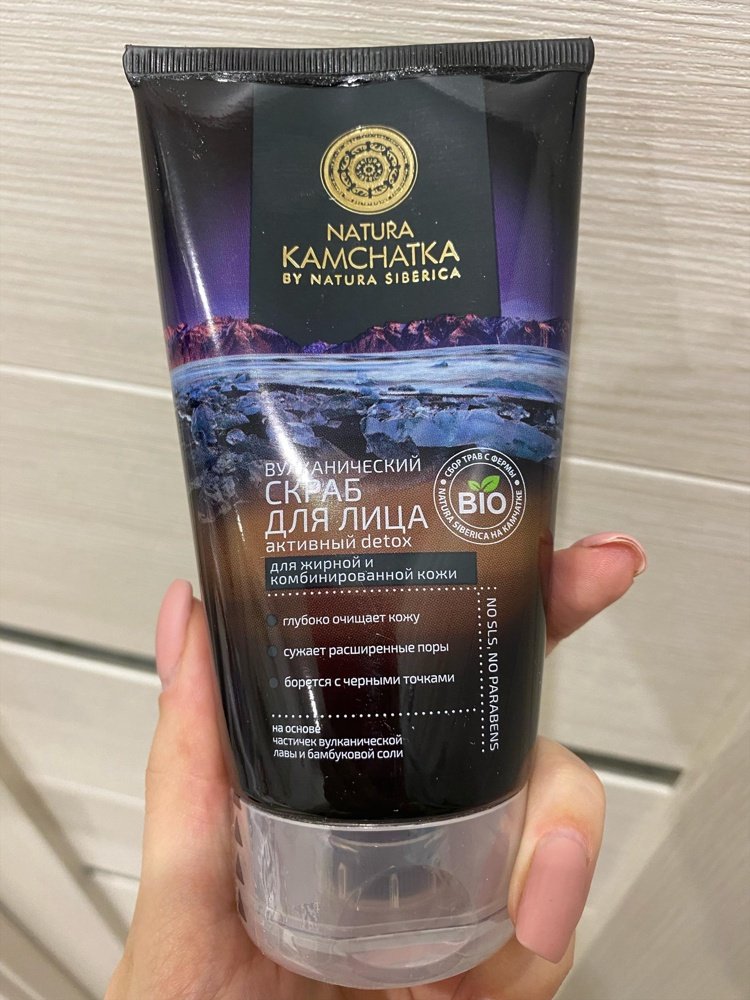 NATURA SIBERICA
NATURA
KAMCHATKA
BY NATURA SIBERICA
ВУЛКАНИЧЕСКИЙ
СКРАБ
ДЛЯ ЛИЦА
активный detox
для жирной и
комбинированной кожи
СБОР ТРАВ С ФЕРМЫ
BIO
NATURA SIBERICA НА КАМЧАТКЕ
глубоко очищает кожу
сужает расширенные поры
борется с черными точками
NO SLS, NO PARABENS
на основе
частичек вулканической
лавы и бамбуковой соли